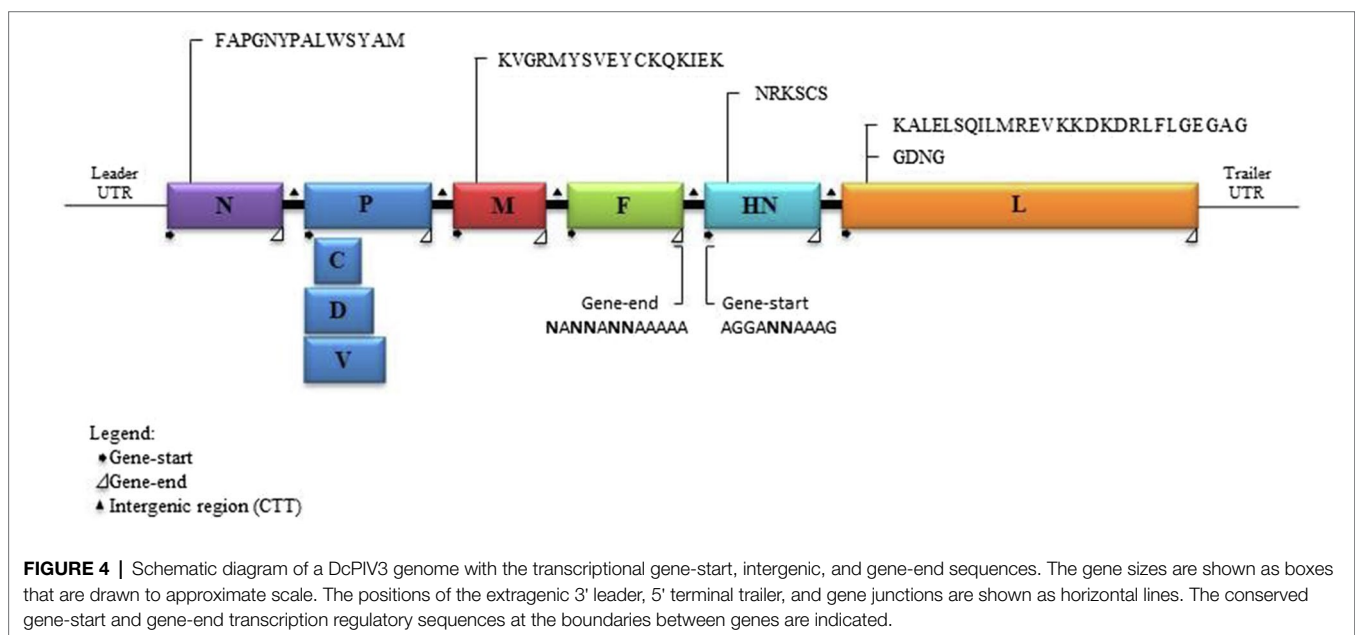 FAPGNYPALWSYAM
KVGRMYSVEYCKQKIEK
NRKSCS
KALELSQILMREVKKDKDRLFLGEGAG
GDNG
Leader
UTR
N
P
M
F
HN
L
Trailer
UTR
C
D
V
Gene-end
NANNANNAAAAA
Gene-start
AGGANNAAAG
Legend:
Gene-start
Gene-end
Intergenic region (CTT)
FIGURE 4 | Schematic diagram of a DcPIV3 genome with the transcriptional gene-start, intergenic, and gene-end sequences. The gene sizes are shown as boxes
that are drawn to approximate scale. The positions of the extragenic 3' leader, 5' terminal trailer, and gene junctions are shown as horizontal lines. The conserved
gene-start and gene-end transcription regulatory sequences at the boundaries between genes are indicated.